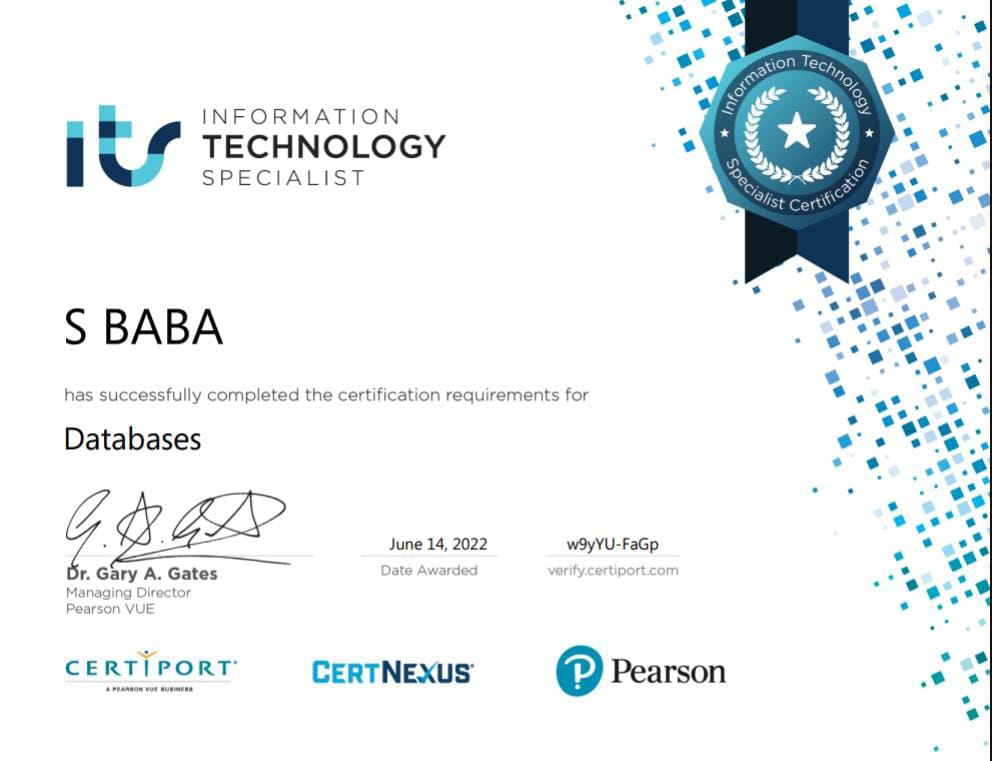 its
INFORMATION
TECHNOLOGY
SPECIALIST
Information Technology
Specialist Certification
S BABA
has successfully completed the certification requirements for
Databases
G. A. Gates
Dr. Gary A. Gates
Managing Director
Pearson VUE
June 14, 2022
Date Awarded
w9yYU-FaGp
verify.certiport.com
CERTIPORT
A PEARSON VUE BUSINESS
CERTNEXUS
P Pearson